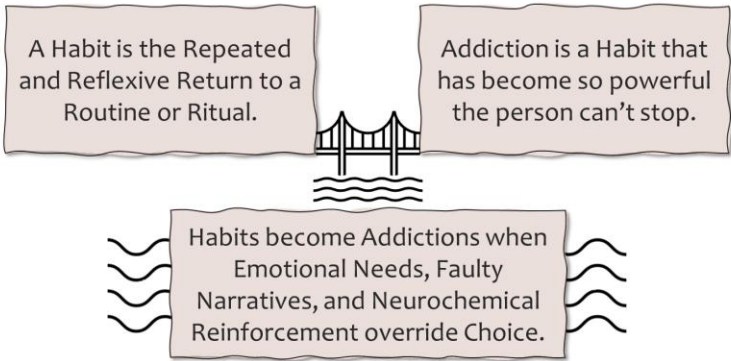 A Habit is the Repeated
and Reflexive Return to a
Routine or Ritual.
Addiction is a Habit that
has become so powerful
the person can’t stop.
Habits become Addictions when
Emotional Needs, Faulty
Narratives, and Neurochemical
Reinforcement override Choice.